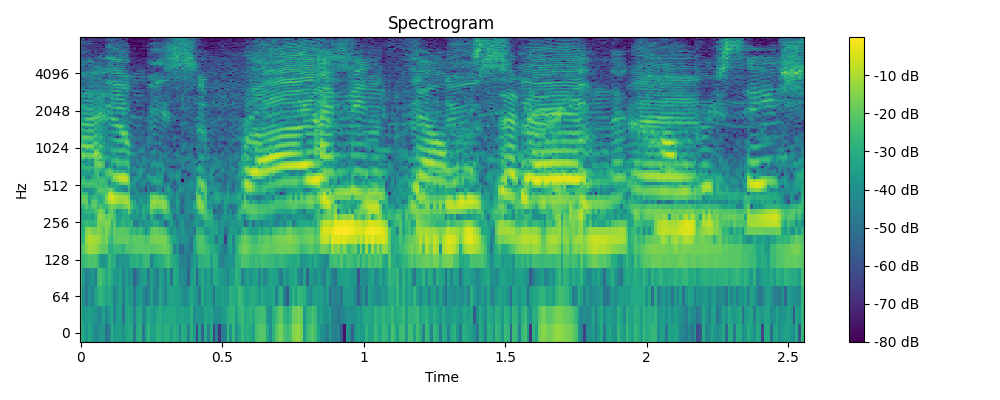 Spectrogram
4096
2048
1024
512
256
128
64
0
Hz
0
0.5
1
1.5
2
2.5
Time
-10 dB
-20 dB
-30 dB
-40 dB
-50 dB
-60 dB
-70 dB
-80 dB